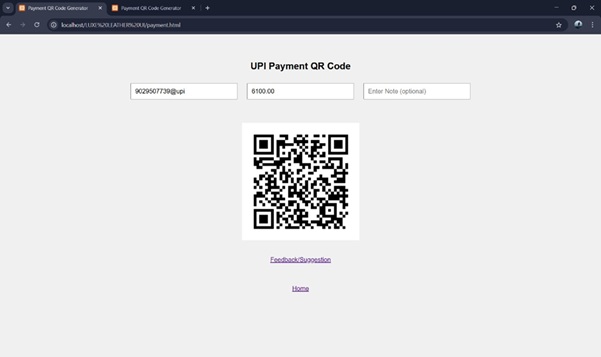 Payment QR Code Generator
Payment QR Code Generator
localhost/LUXE%20LEATHER%20UI/payment.html
UPI Payment QR Code
9029507739@upi
6100.00
Enter Note (optional)
Feedback/Suggestion
Home